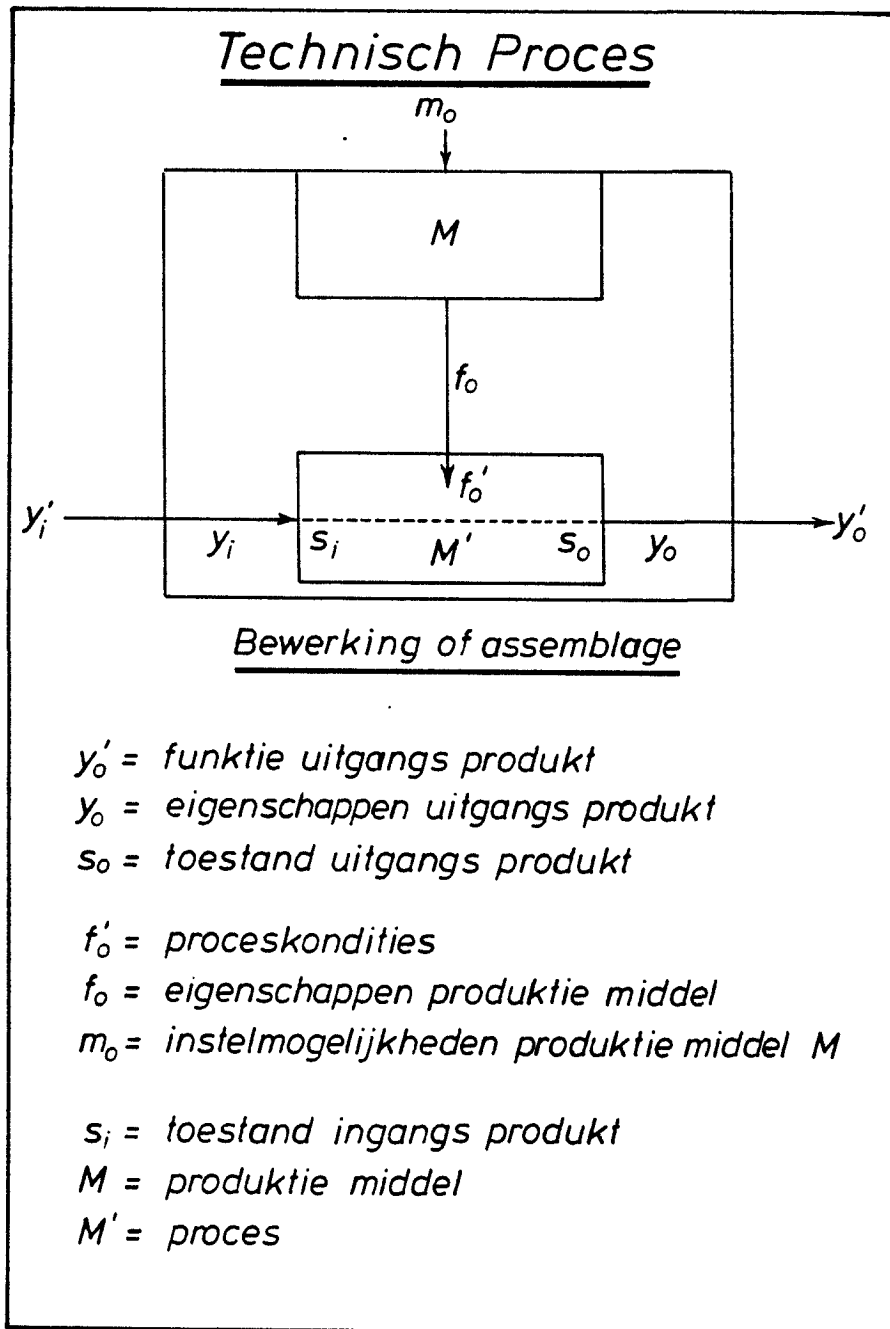 Technisch Proces
m₀
M
f₀
f₀'
yᵢ' yᵢ sᵢ M' s₀ y₀ y₀'
Bewerking of assemblage
y₀' = funktie uitgangs produkt
y₀ = eigenschappen uitgangs produkt
s₀ = toestand uitgangs produkt
f₀' = proceskondities
f₀ = eigenschappen produktie middel
m₀ = instelmogelijkheden produktie middel M
sᵢ = toestand ingangs produkt
M = produktie middel
M' = proces